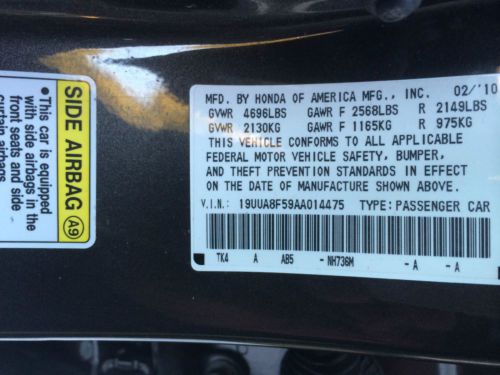 SIDE AIRBAG A9
● This car is equipped
with side airbags in the
front seats and side
curtain airbags
MFD. BY HONDA OF AMERICA MFG., INC. 02/'10
GVWR 4696LBS GAWR F 2568LBS R 2149LBS
GVWR 2130KG GAWR F 1165KG R 975KG
THIS VEHICLE CONFORMS TO ALL APPLICABLE
FEDERAL MOTOR VEHICLE SAFETY, BUMPER,
AND THEFT PREVENTION STANDARDS IN EFFECT
ON THE DATE OF MANUFACTURE SHOWN ABOVE.
V.I.N.: 19UUA8F59AA014475 TYPE: PASSENGER CAR
TK4 A AB5 - NH736M - A - A